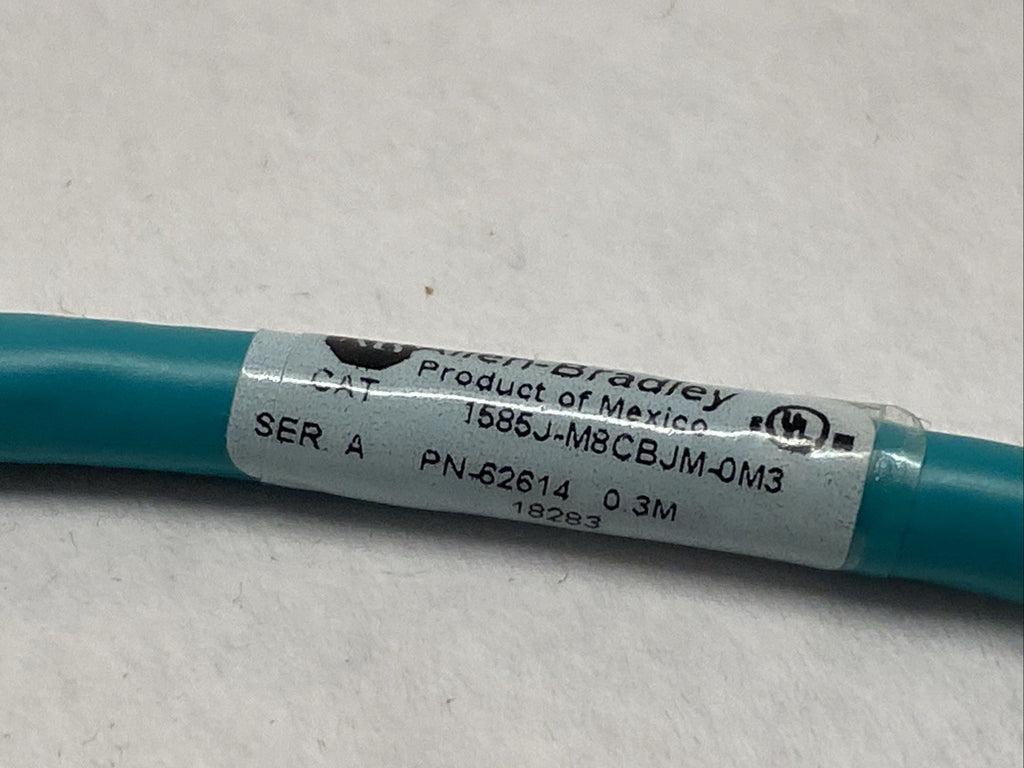 Allen-Bradley
Product of Mexico
CAT 1585J-M8CBJM-0M3
SER. A PN-62614 0.3M
18283